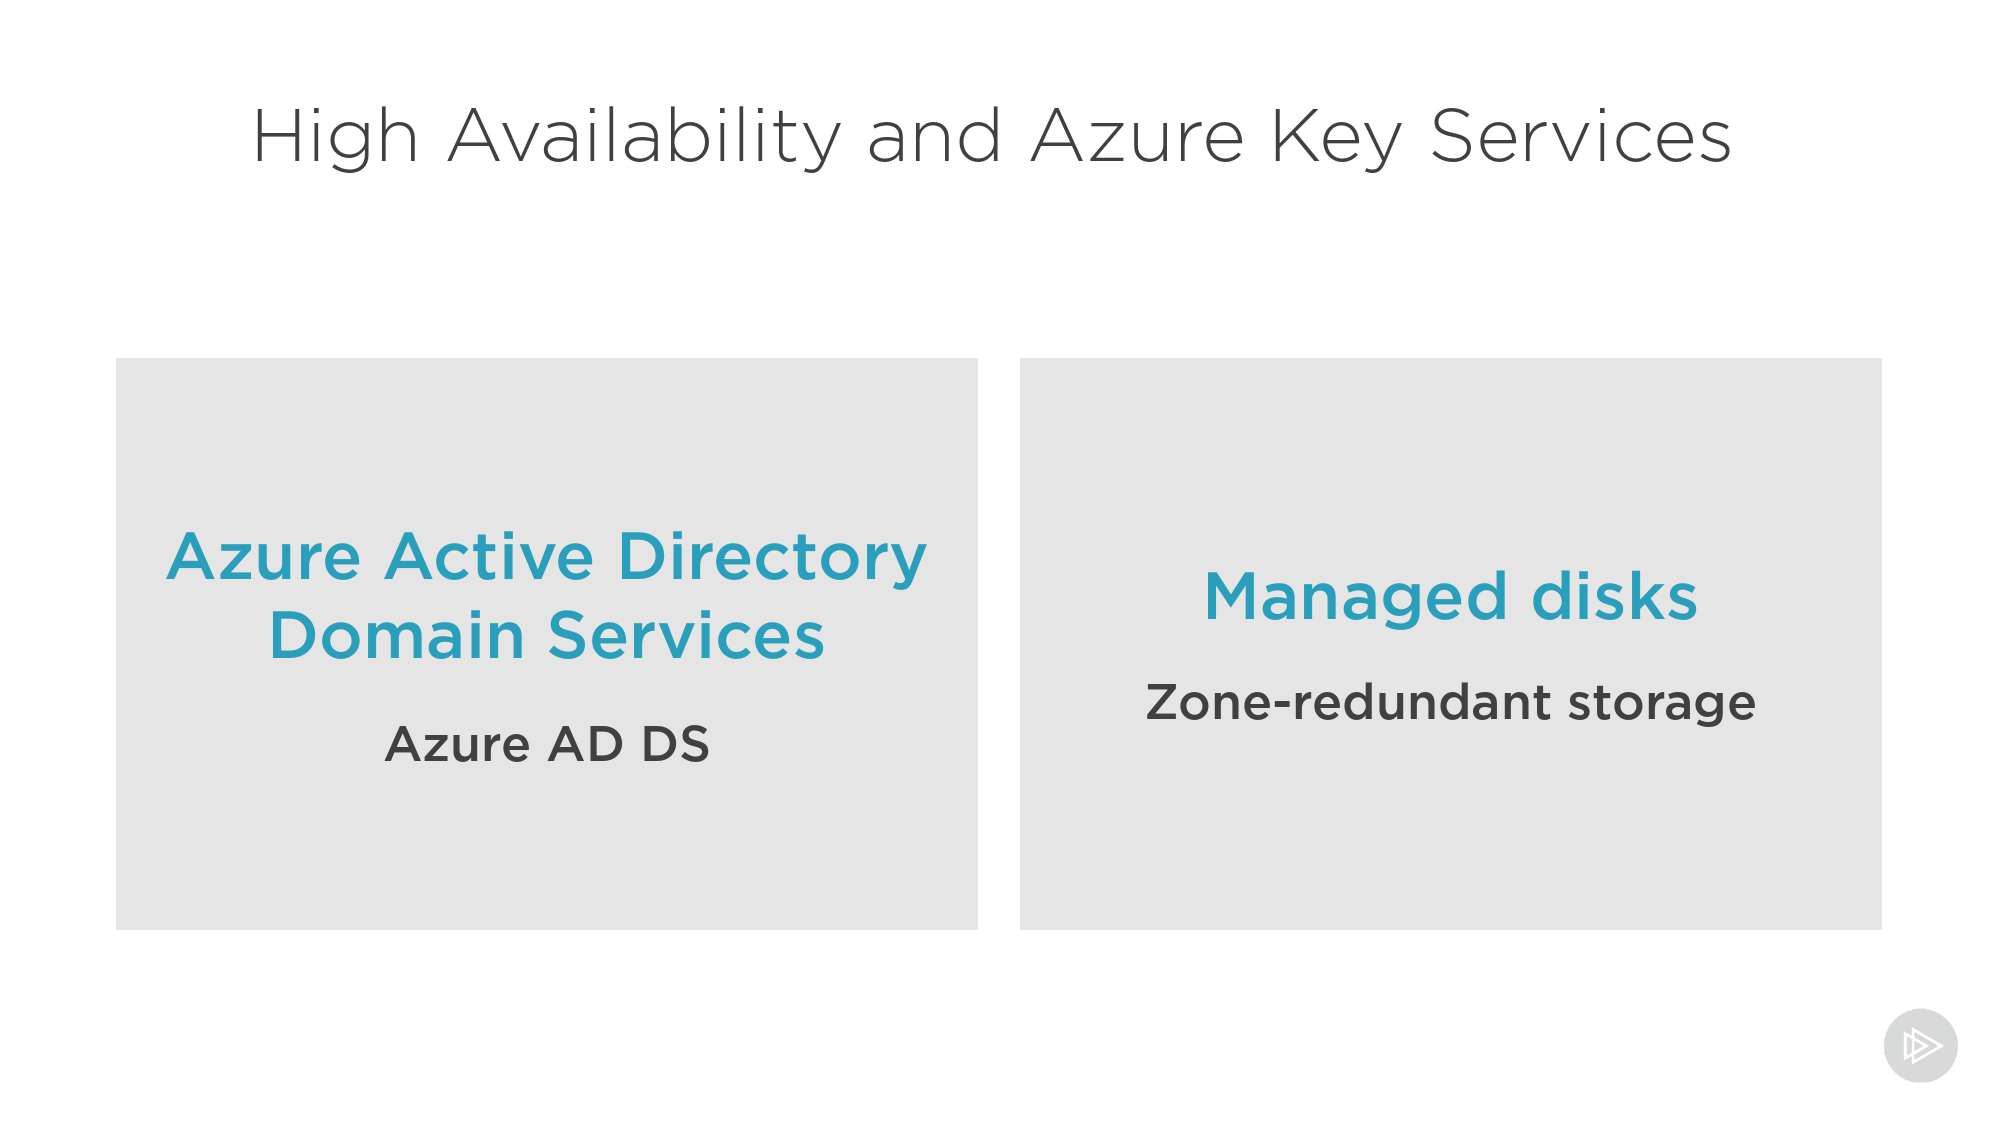 High Availability and Azure Key Services
Azure Active Directory
Domain Services
Azure AD DS
Managed disks
Zone-redundant storage